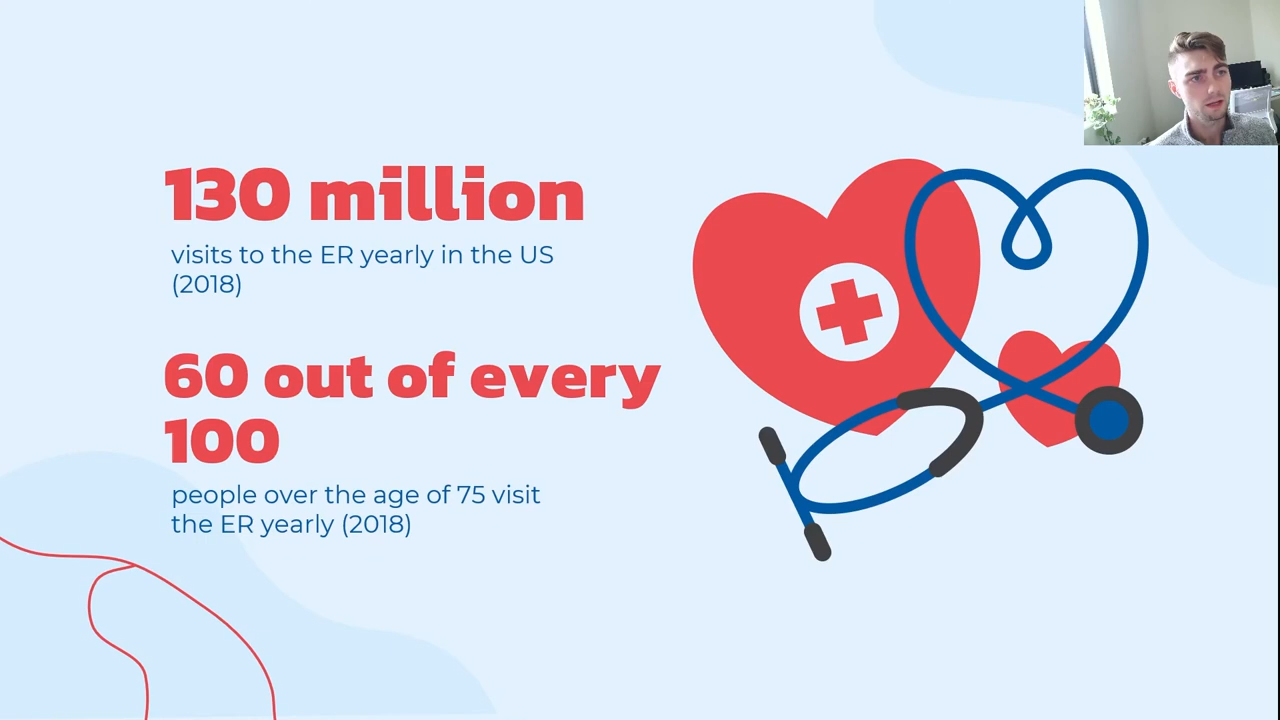 130 million
visits to the ER yearly in the US
(2018)
60 out of every
100
people over the age of 75 visit
the ER yearly (2018)